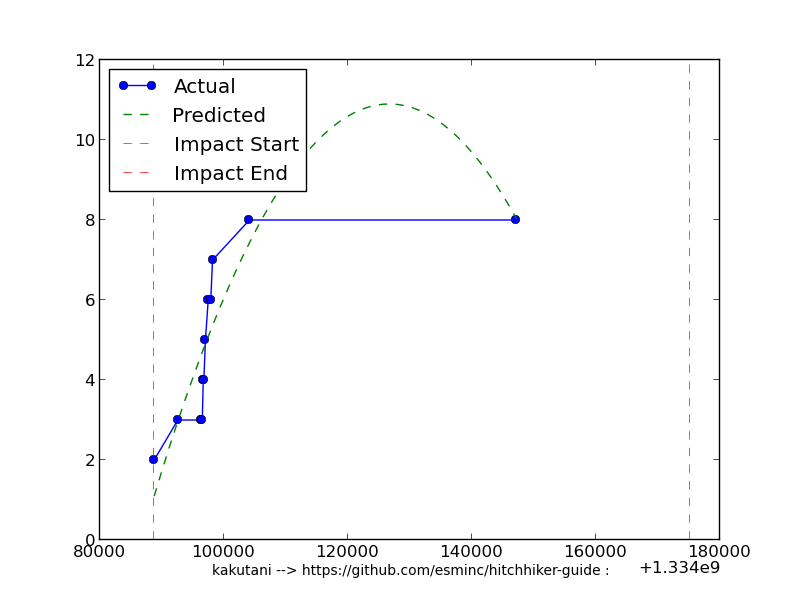 12
10
8
6
4
2
0
Actual
Predicted
Impact Start
Impact End
80000 100000 120000 140000 160000 180000
+1.334e9
kakutani --> https://github.com/esminc/hitchhiker-guide :